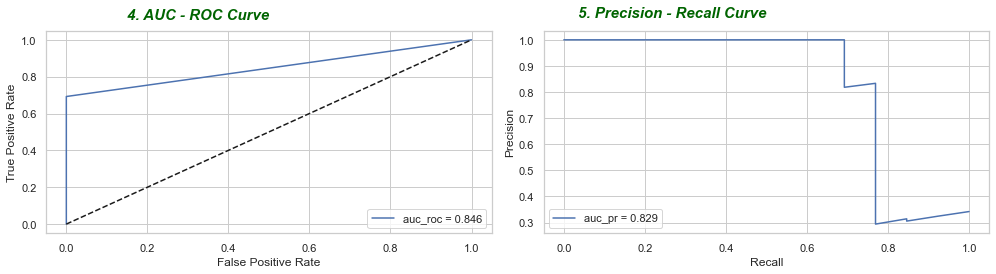 4. AUC - ROC Curve
1.0
0.8
0.6
0.4
0.2
0.0
True Positive Rate
auc_roc = 0.846
0.0 0.2 0.4 0.6 0.8 1.0
False Positive Rate
5. Precision - Recall Curve
1.0
0.9
0.8
0.7
0.6
0.5
0.4
0.3
Precision
auc_pr = 0.829
0.0 0.2 0.4 0.6 0.8 1.0
Recall